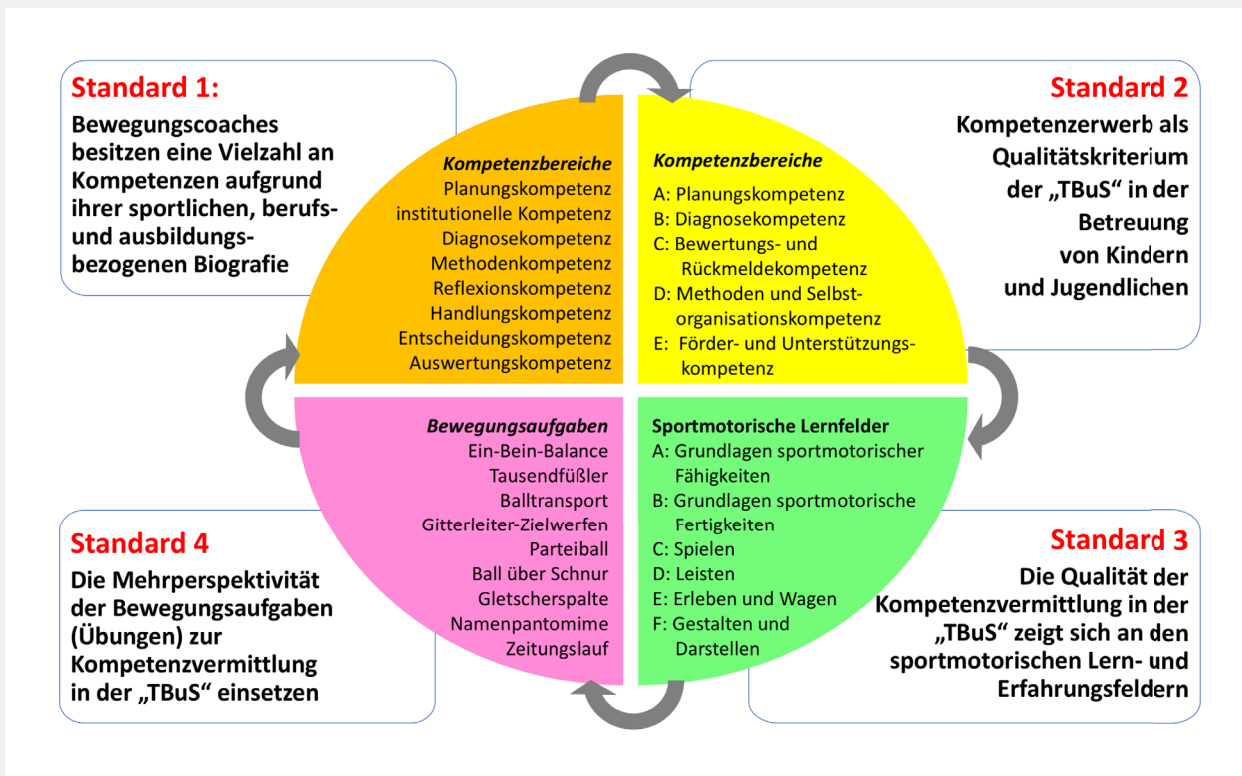 Standard 1:
Bewegungscoaches
besitzen eine Vielzahl an
Kompetenzen aufgrund
ihrer sportlichen, berufs-
und ausbildungs-
bezogenen Biografie
Kompetenzbereiche
Planungskompetenz
institutionelle Kompetenz
Diagnosekompetenz
Methodenkompetenz
Reflexionskompetenz
Handlungskompetenz
Entscheidungskompetenz
Auswertungskompetenz
Kompetenzbereiche
A: Planungskompetenz
B: Diagnosekompetenz
C: Bewertungs- und
Rückmeldekompetenz
D: Methoden und Selbst-
organisationskompetenz
E: Förder- und Unterstützungs-
kompetenz
Standard 2
Kompetenzerwerb als
Qualitätskriterium
der „TBuS“ in der
Betreuung
von Kindern
und Jugendlichen
Standard 4
Die Mehrperspektivität
der Bewegungsaufgaben
(Übungen) zur
Kompetenzvermittlung
in der „TBuS“ einsetzen
Bewegungsaufgaben
Ein-Bein-Balance
Tausendfüßler
Balltransport
Gitterleiter-Zielwerfen
Parteiball
Ball über Schnur
Gletscherspalte
Namenpantomime
Zeitungslauf
Sportmotorische Lernfelder
A: Grundlagen sportmotorischer
Fähigkeiten
B: Grundlagen sportmotorische
Fertigkeiten
C: Spielen
D: Leisten
E: Erleben und Wagen
F: Gestalten und
Darstellen
Standard 3
Die Qualität der
Kompetenzvermittlung in der
„TBuS“ zeigt sich an den
sportmotorischen Lern- und
Erfahrungsfeldern